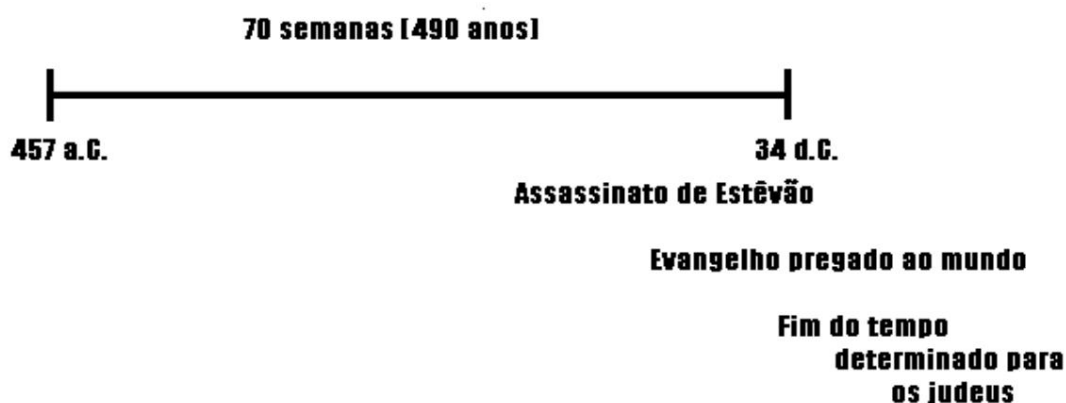 70 semanas [490 anos]
457 a.C.
34 d.C.
Assassinato de Estêvão
Evangelho pregado ao mundo
Fim do tempo
determinado para
os judeus